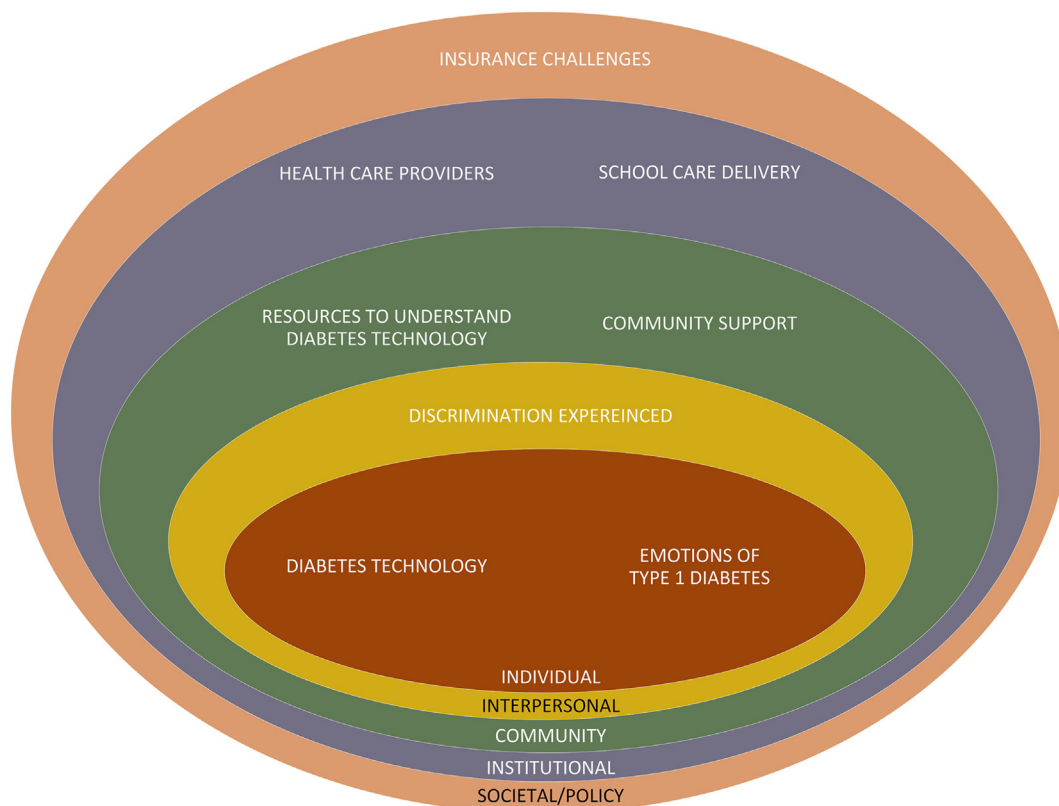 INSURANCE CHALLENGES
HEALTH CARE PROVIDERS
SCHOOL CARE DELIVERY
RESOURCES TO UNDERSTAND
DIABETES TECHNOLOGY
COMMUNITY SUPPORT
DISCRIMINATION EXPEREINCED
DIABETES TECHNOLOGY
EMOTIONS OF
TYPE 1 DIABETES
INDIVIDUAL
INTERPERSONAL
COMMUNITY
INSTITUTIONAL
SOCIETAL/POLICY